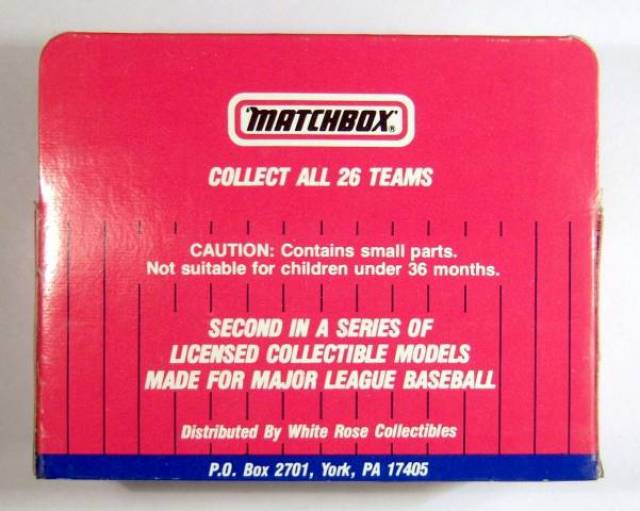 MATCHBOX®
COLLECT ALL 26 TEAMS
CAUTION: Contains small parts.
Not suitable for children under 36 months.
SECOND IN A SERIES OF
LICENSED COLLECTIBLE MODELS
MADE FOR MAJOR LEAGUE BASEBALL
Distributed By White Rose Collectibles
P.O. Box 2701, York, PA 17405